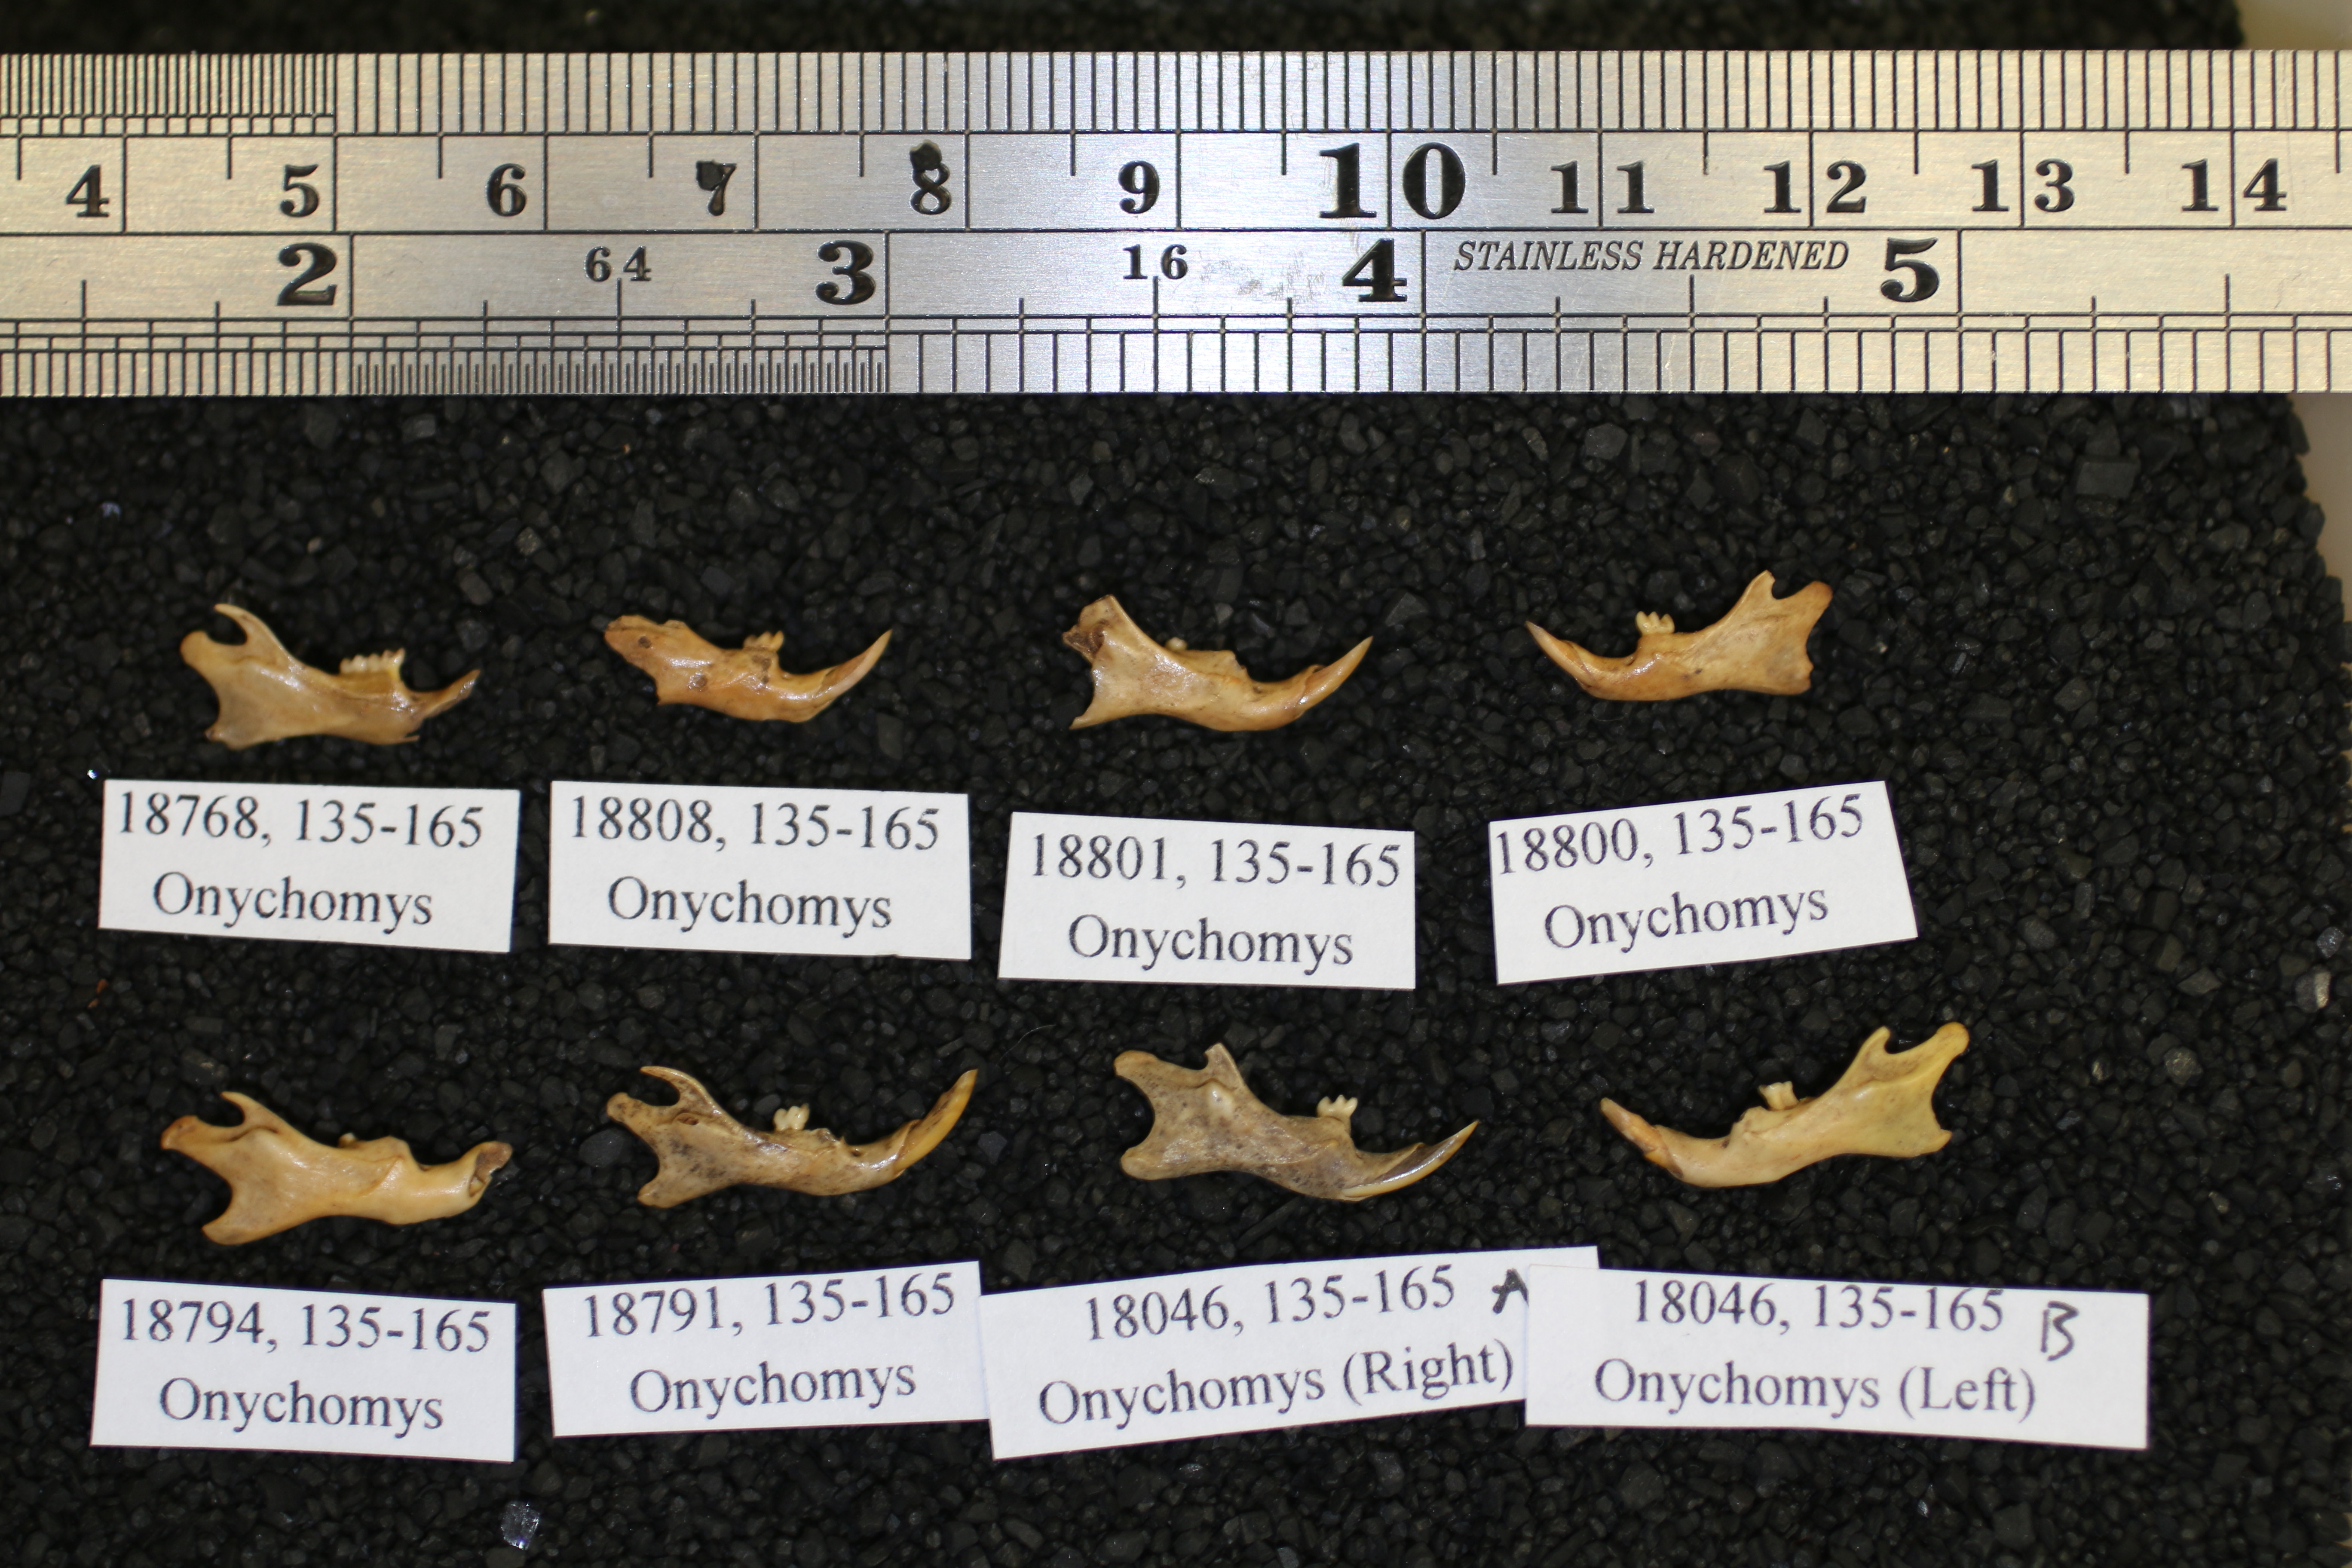 4 5 6 7 8 9 10 11 12 13 14
2 64 3 16 4 STAINLESS HARDENED 5
18768, 135-165
Onychomys
18808, 135-165
Onychomys
18801, 135-165
Onychomys
18800, 135-165
Onychomys
18794, 135-165
Onychomys
18791, 135-165
Onychomys
18046, 135-165 A
Onychomys (Right)
18046, 135-165 B
Onychomys (Left)